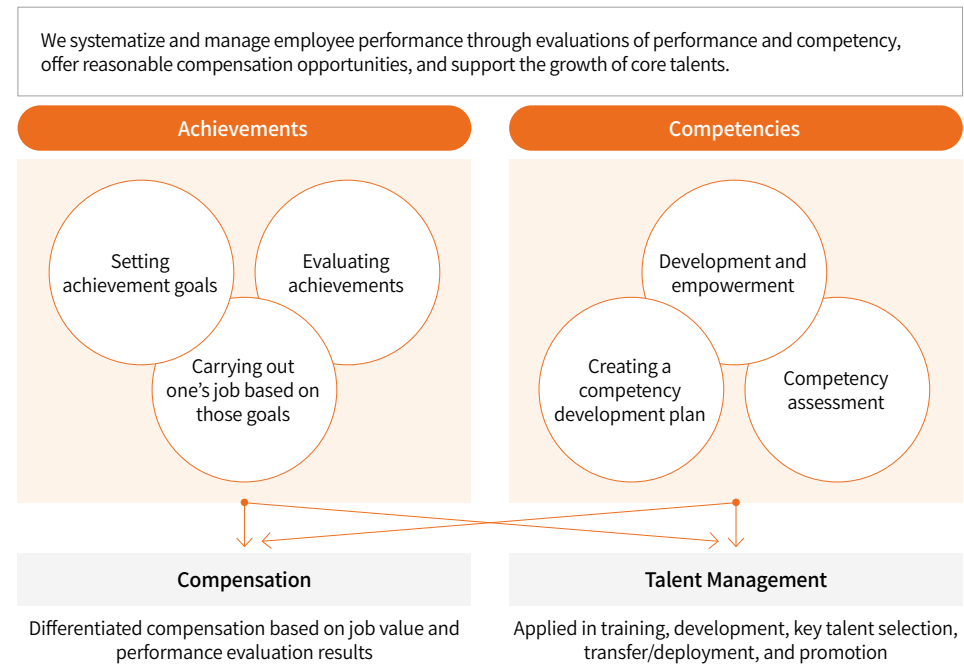 We systematize and manage employee performance through evaluations of performance and competency,
offer reasonable compensation opportunities, and support the growth of core talents.
Achievements
Setting
achievement goals
Evaluating
achievements
Carrying out
one’s job based on
those goals
Competencies
Development and
empowerment
Creating a
competency
development plan
Competency
assessment
Compensation
Differentiated compensation based on job value and
performance evaluation results
Talent Management
Applied in training, development, key talent selection,
transfer/deployment, and promotion